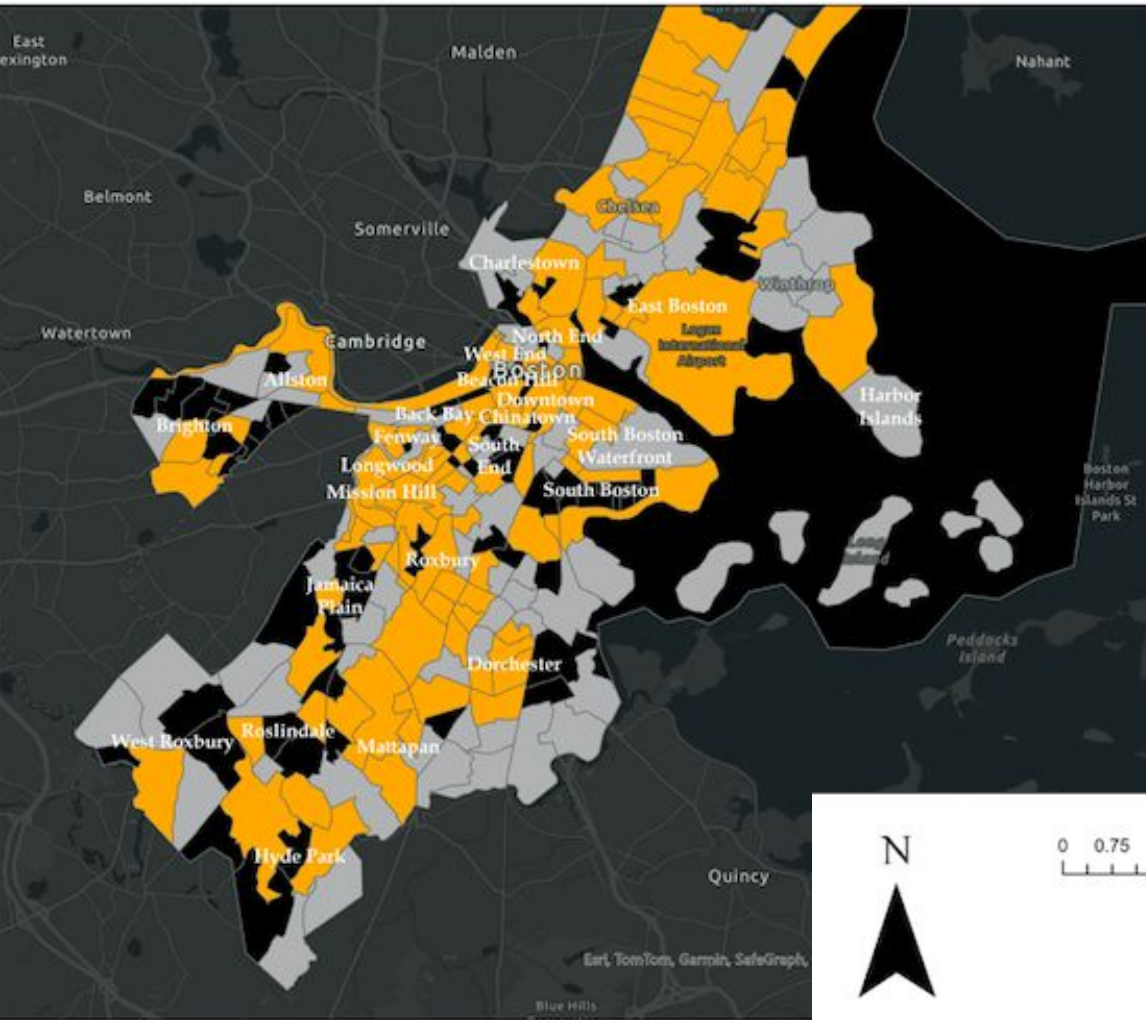 East
exington
Malden
Nahant
Belmont
Somerville
Chelsea
Charlestown
Winthrop
East Boston
Watertown
Cambridge
North End
West End
Logan
International
Airport
Boston
Allston
Beacon Hill
Downtown
Harbor
Islands
Back Bay
Chinatown
Brighton
Fenway
South
End
South Boston
Waterfront
Longwood
Mission Hill
South Boston
Boston
Harbor
Islands St
Park
Roxbury
Jamaica
Plain
Peddocks
Island
Dorchester
West Roxbury
Roslindale
Mattapan
Hyde Park
Quincy
N
0 0.75
Esri, TomTom, Garmin, SafeGraph,
Blue Hills